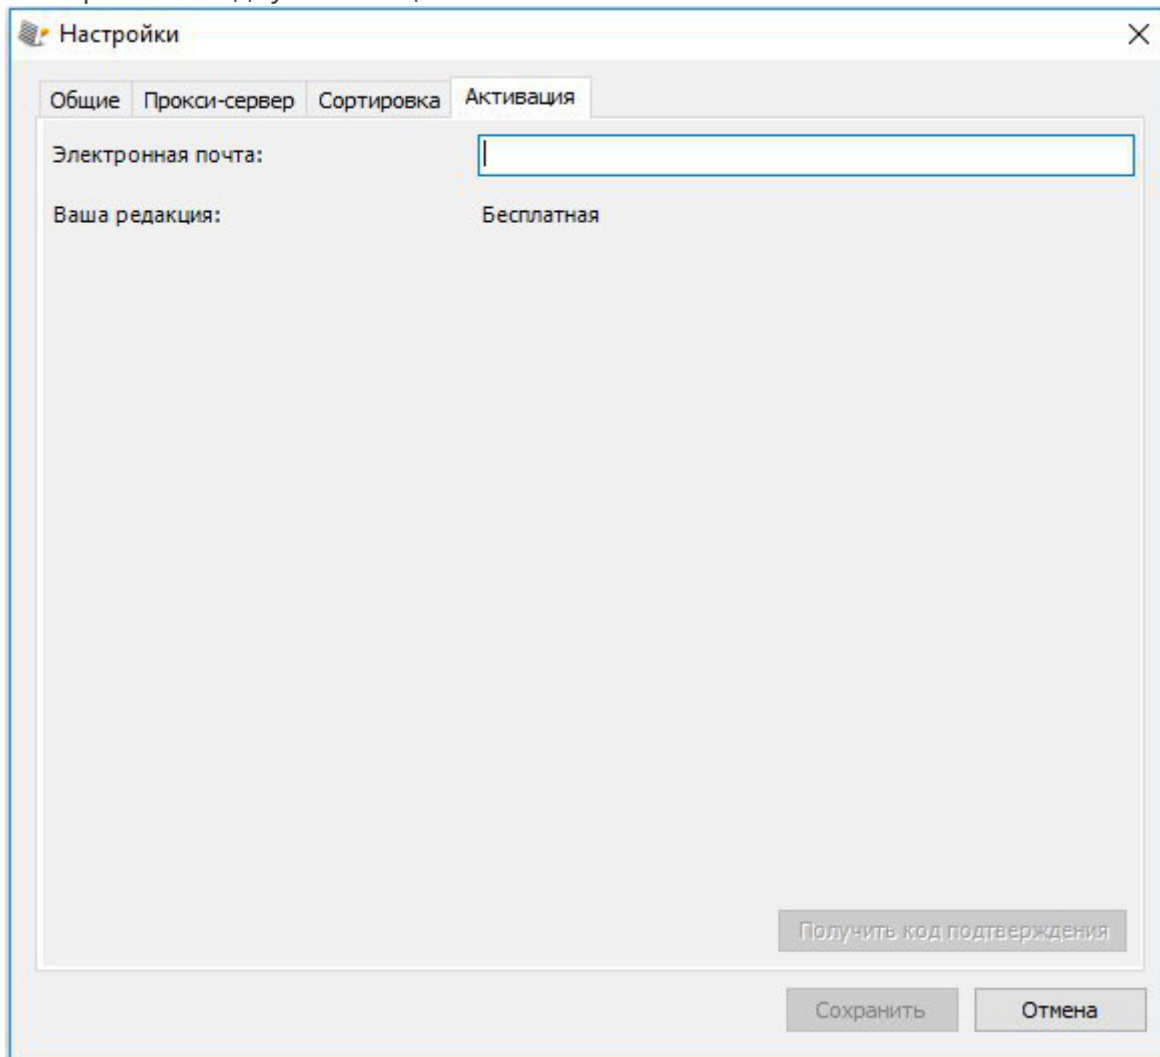 Настройки
Общие Прокси-сервер Сортировка Активация
Электронная почта:
Ваша редакция: Бесплатная
Получить код подтверждения
Сохранить Отмена